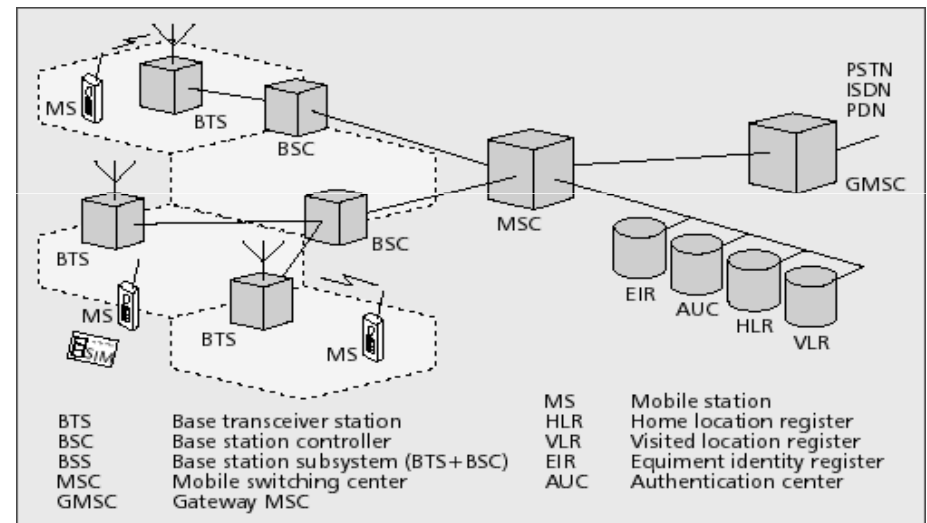 PSTN
ISDN
PDN
MS
BTS
BSC
GMSC
MSC
BTS
BSC
EIR
AUC
HLR
VLR
MS
SIM
BTS
MS
BTS Base transceiver station
BSC Base station controller
BSS Base station subsystem (BTS+BSC)
MSC Mobile switching center
GMSC Gateway MSC
MS Mobile station
HLR Home location register
VLR Visited location register
EIR Equiment identity register
AUC Authentication center